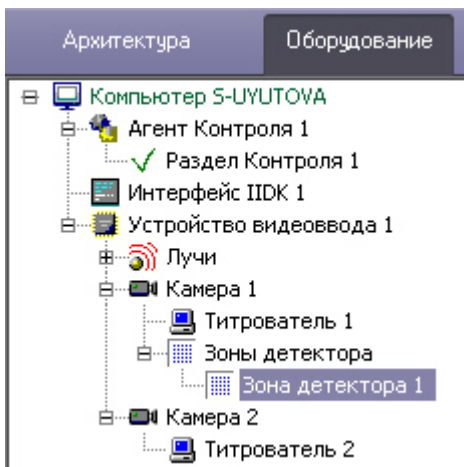 Архитектура Оборудование
Компьютер S-UYUTOVA
Агент Контроля 1
Раздел Контроля 1
Интерфейс IIDK 1
Устройство видеоввода 1
Лучи
Камера 1
Титрователь 1
Зоны детектора
Зона детектора 1
Камера 2
Титрователь 2